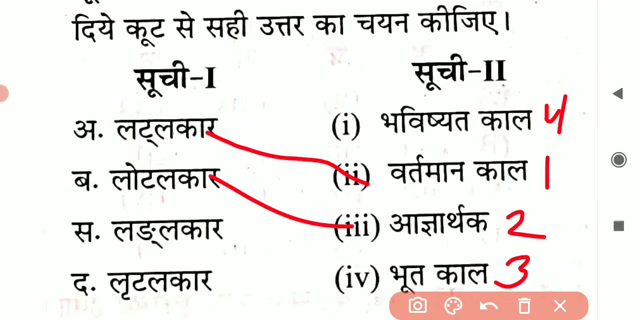 दिये कूट से सही उत्तर का चयन कीजिए।
सूची-I सूची-II
अ. लट्लकार (i) भविष्यत काल 4
ब. लोटलकार (ii) वर्तमान काल 1
स. लङ्लकार (iii) आज्ञार्थक 2
द. लृटलकार (iv) भूत काल 3